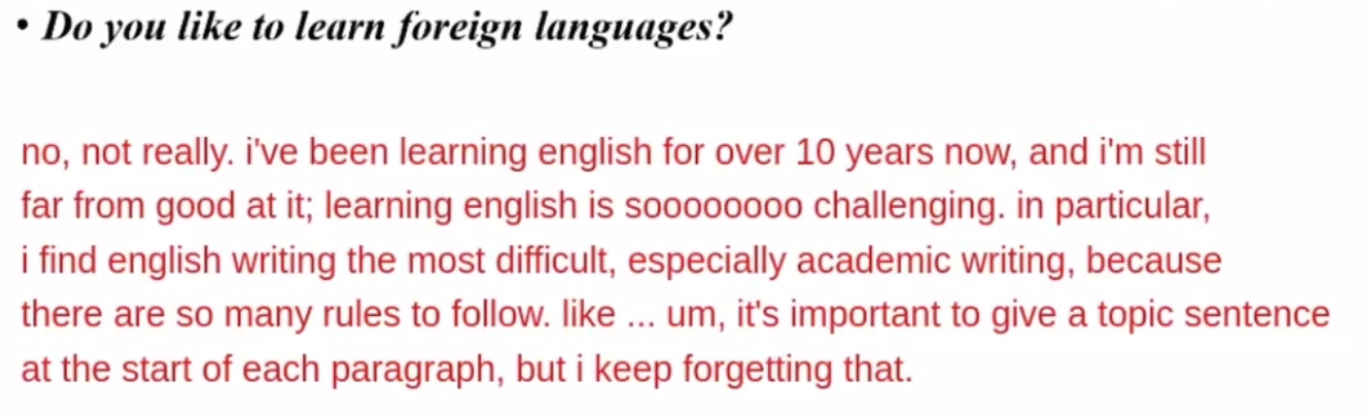 • Do you like to learn foreign languages?
no, not really. i've been learning english for over 10 years now, and i'm still
far from good at it; learning english is soooooooo challenging. in particular,
i find english writing the most difficult, especially academic writing, because
there are so many rules to follow. like ... um, it's important to give a topic sentence
at the start of each paragraph, but i keep forgetting that.